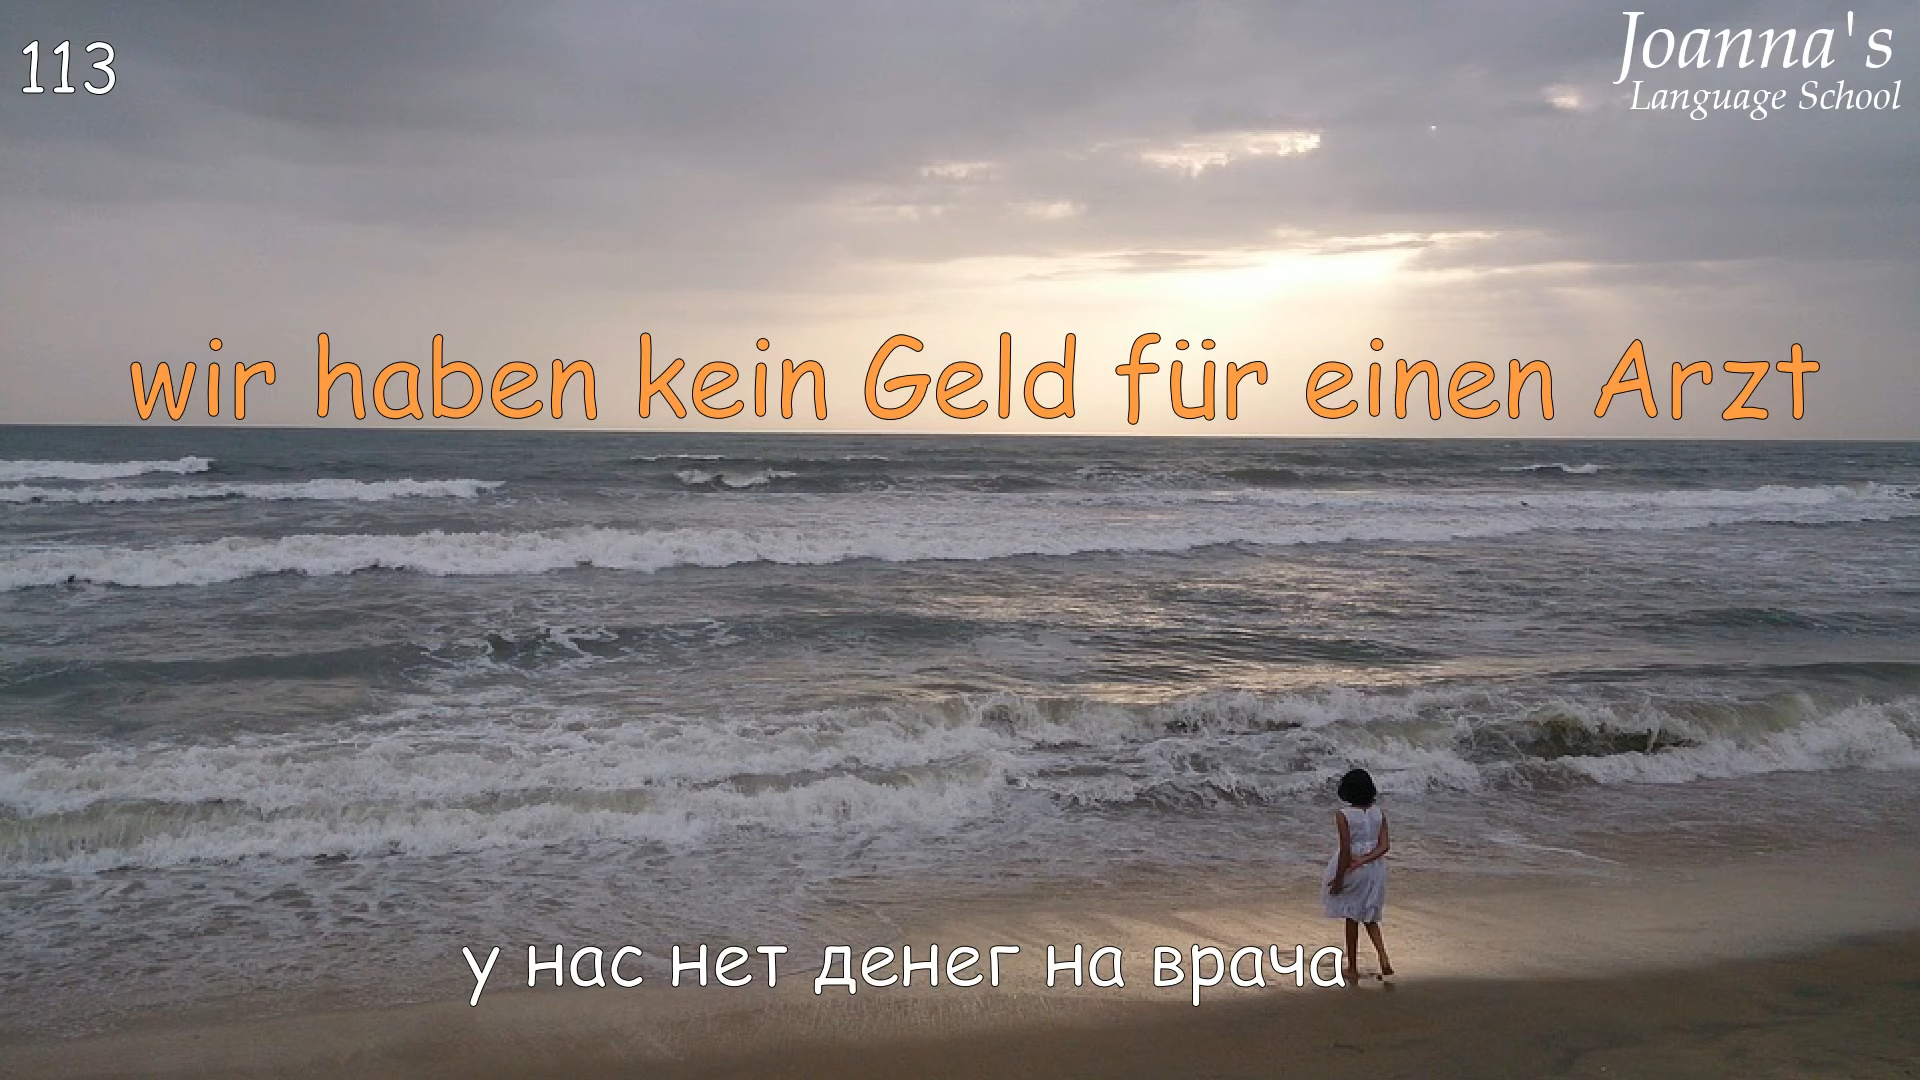 113
Joanna's
Language School
wir haben kein Geld für einen Arzt
у нас нет денег на врача